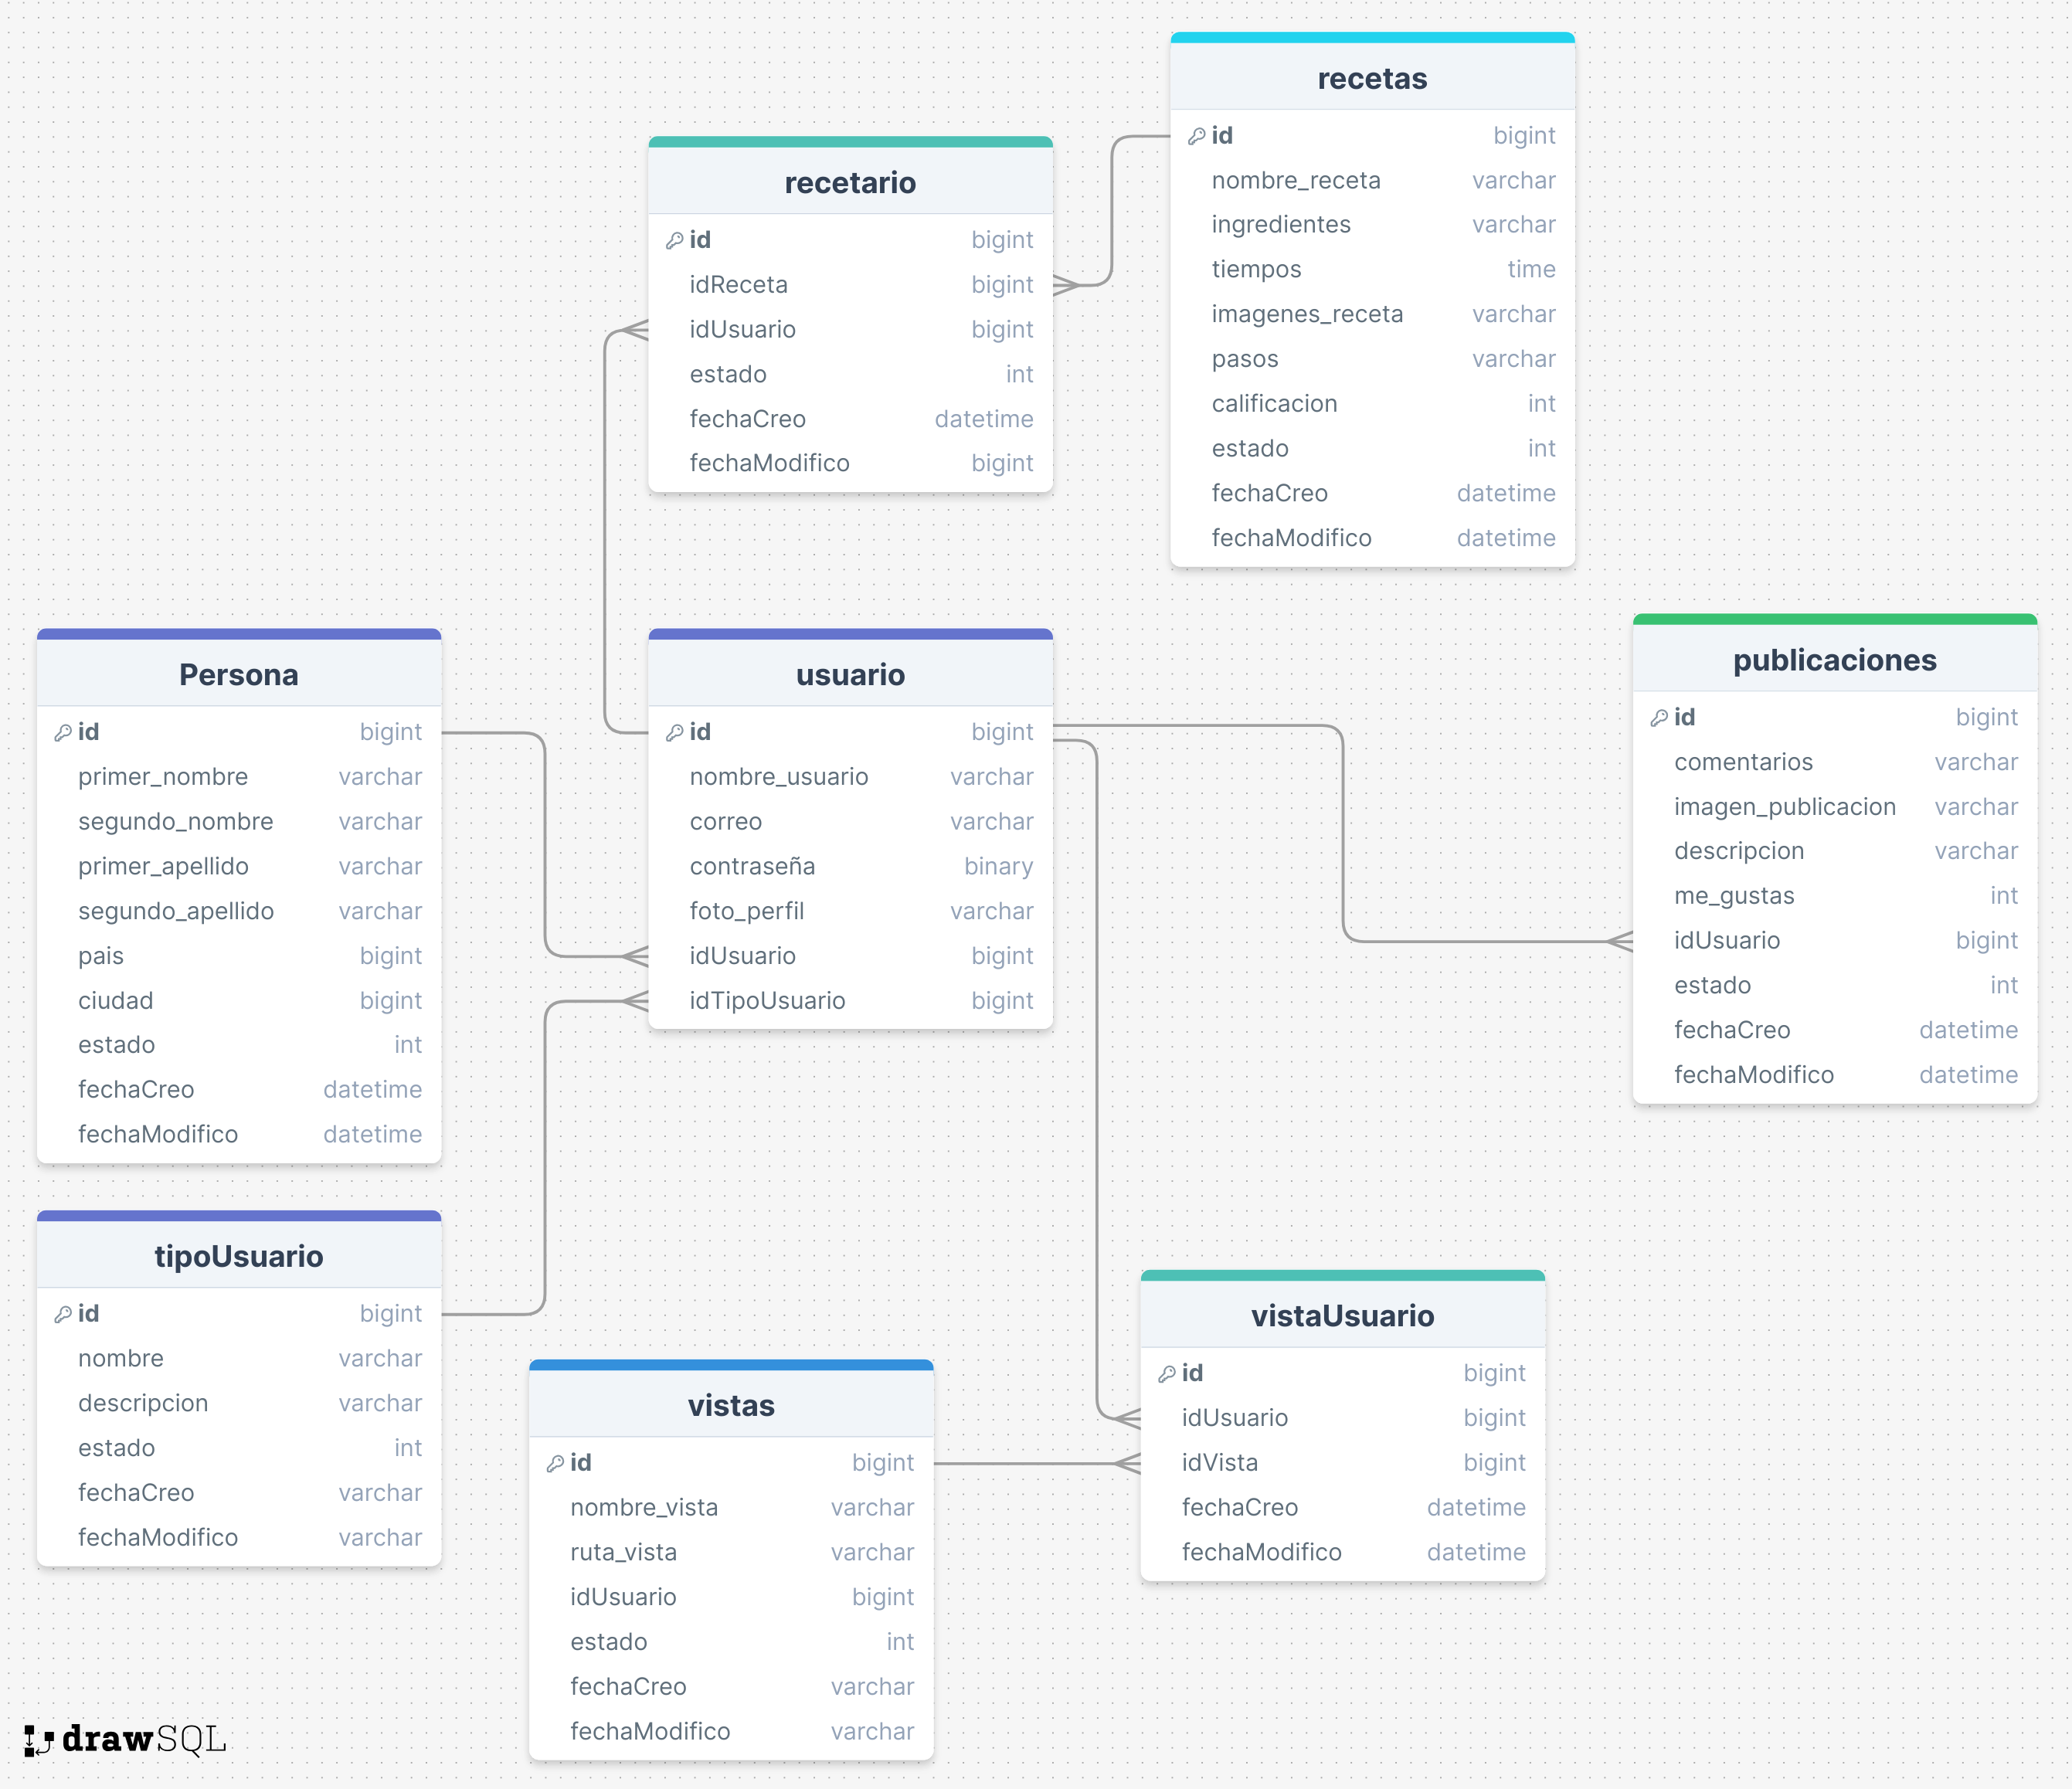 recetas
id bigint
nombre_receta varchar
ingredientes varchar
tiempos time
imagenes_receta varchar
pasos varchar
calificacion int
estado int
fechaCreo datetime
fechaModifico datetime
recetario
id bigint
idReceta bigint
idUsuario bigint
estado int
fechaCreo datetime
fechaModifico bigint
Persona
id bigint
primer_nombre varchar
segundo_nombre varchar
primer_apellido varchar
segundo_apellido varchar
pais bigint
ciudad bigint
estado int
fechaCreo datetime
fechaModifico datetime
usuario
id bigint
nombre_usuario varchar
correo varchar
contraseña binary
foto_perfil varchar
idUsuario bigint
idTipoUsuario bigint
publicaciones
id bigint
comentarios varchar
imagen_publicacion varchar
descripcion varchar
me_gustas int
idUsuario bigint
estado int
fechaCreo datetime
fechaModifico datetime
tipoUsuario
id bigint
nombre varchar
descripcion varchar
estado int
fechaCreo varchar
fechaModifico varchar
vistas
id bigint
nombre_vista varchar
ruta_vista varchar
idUsuario bigint
estado int
fechaCreo varchar
fechaModifico varchar
vistaUsuario
id bigint
idUsuario bigint
idVista bigint
fechaCreo datetime
fechaModifico datetime
drawSQL